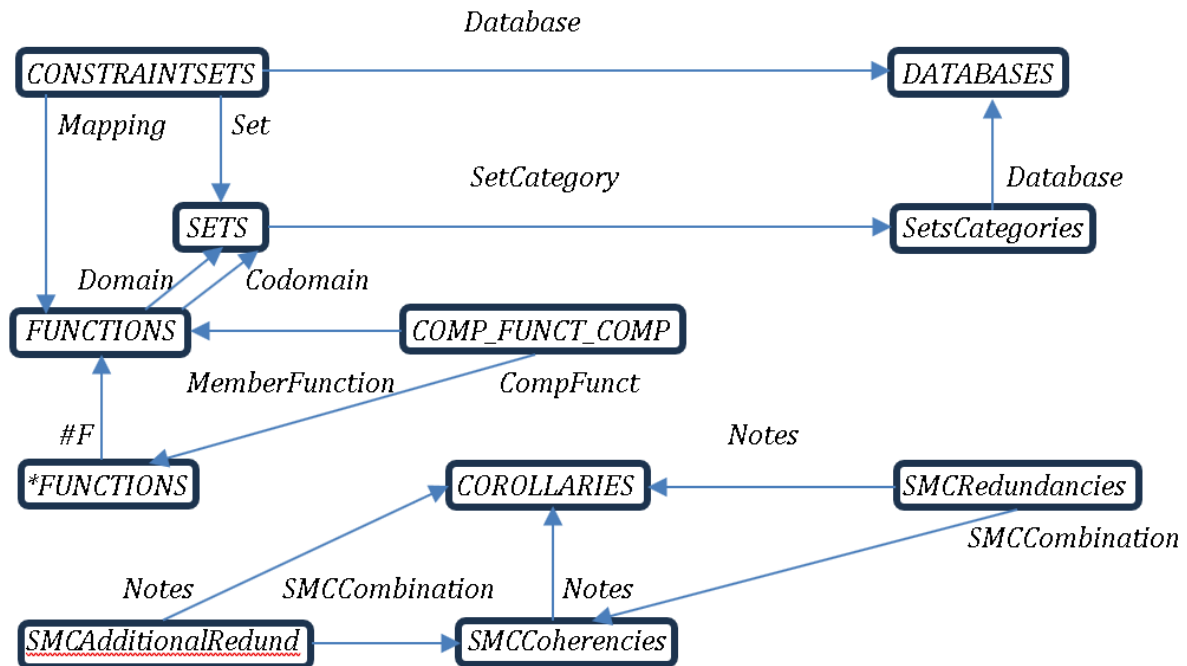 Database
CONSTRAINTSETS
DATABASES
Mapping
Set
SetCategory
Database
SETS
SetsCategories
Domain
Codomain
FUNCTIONS
COMP_FUNCT_COMP
MemberFunction
CompFunct
#F
Notes
*FUNCTIONS
COROLLARIES
SMCRedundancies
SMCCombination
Notes
SMCCombination
Notes
SMCAdditionalRedund
SMCCoherencies